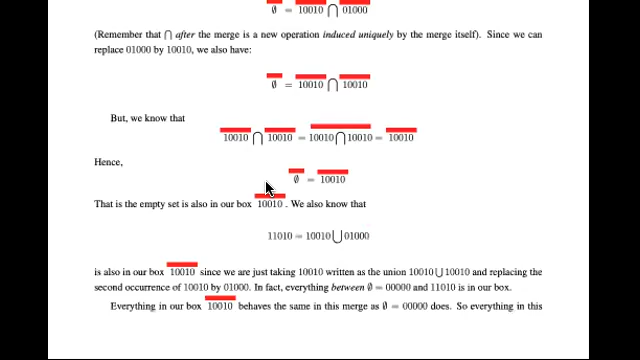 ∅ = 10010 ⋂ 01000
(Remember that ⋂ after the merge is a new operation induced uniquely by the merge itself). Since we can
replace 01000 by 10010, we also have:
∅ = 10010 ⋂ 10010
But, we know that
10010 ⋂ 10010 = 10010 ⋂ 10010 = 10010
Hence,
∅ = 10010
That is the empty set is also in our box 10010 . We also know that
11010 = 10010 ⋃ 01000
is also in our box 10010 since we are just taking 10010 written as the union 10010 ⋃ 10010 and replacing the
second occurrence of 10010 by 01000. In fact, everything between ∅ = 00000 and 11010 is in our box.
Everything in our box 10010 behaves the same in this merge as ∅ = 00000 does. So everything in this